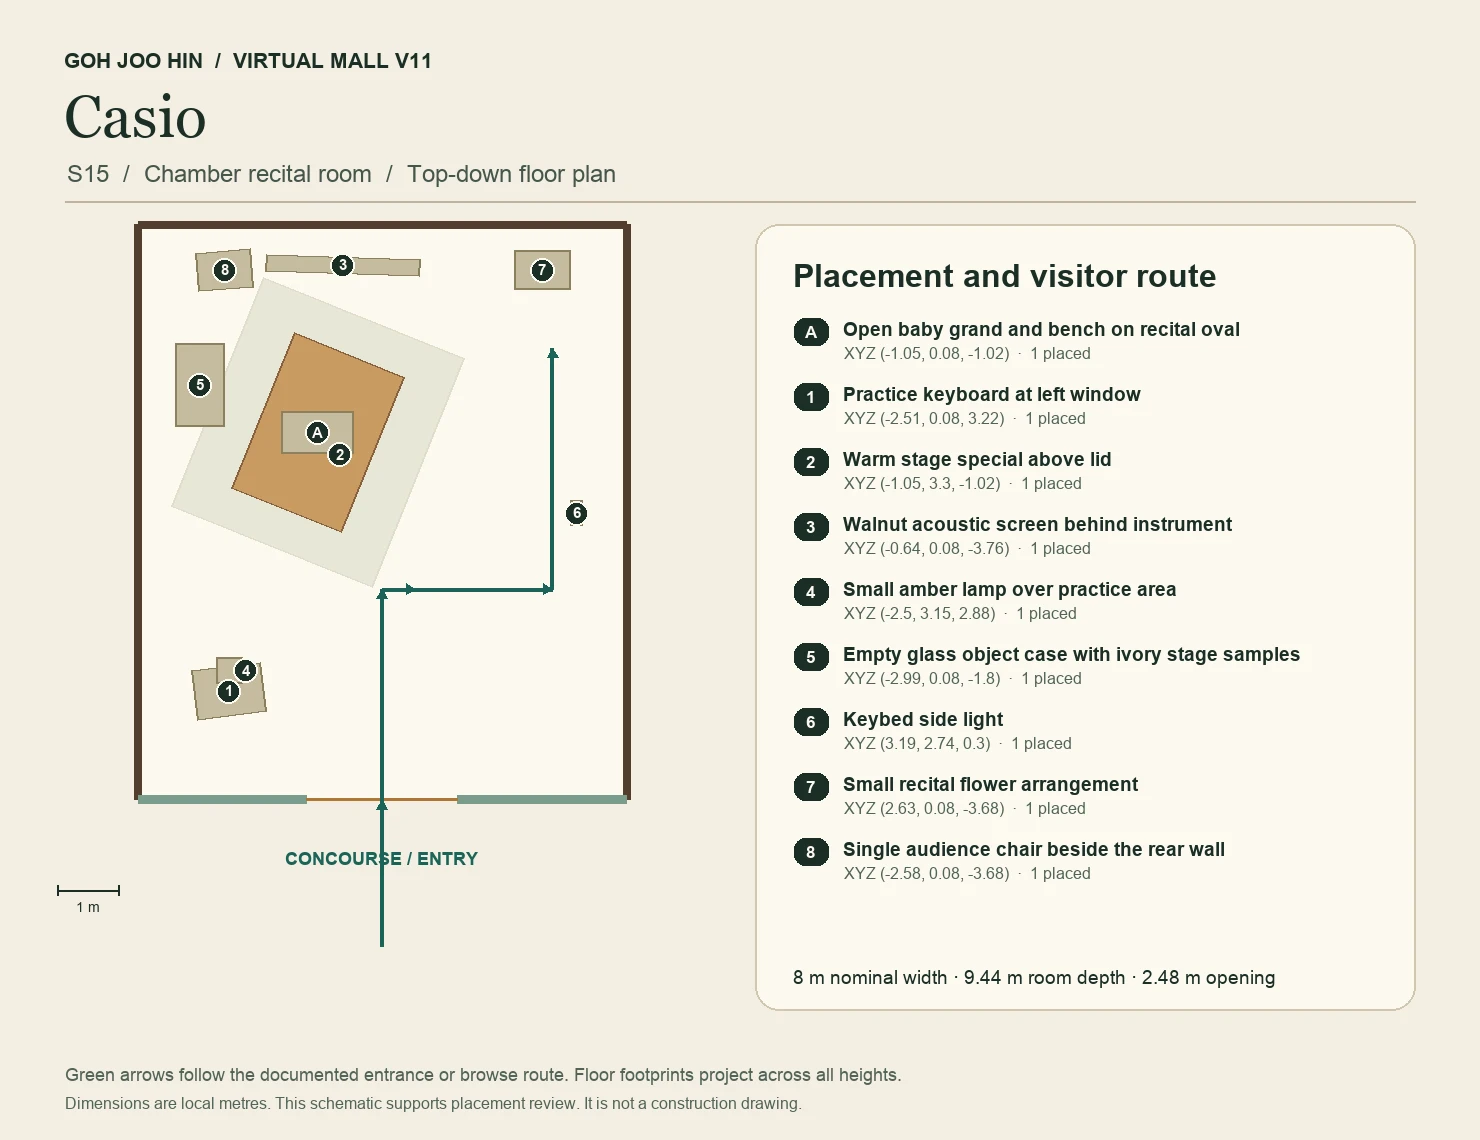 GOH JOO HIN / VIRTUAL MALL V11
Casio
S15 / Chamber recital room / Top-down floor plan
8
3
7
5
A
2
6
4
1
CONCOURSE / ENTRY
1 m
Placement and visitor route
A Open baby grand and bench on recital oval
XYZ (-1.05, 0.08, -1.02) · 1 placed
1 Practice keyboard at left window
XYZ (-2.51, 0.08, 3.22) · 1 placed
2 Warm stage special above lid
XYZ (-1.05, 3.3, -1.02) · 1 placed
3 Walnut acoustic screen behind instrument
XYZ (-0.64, 0.08, -3.76) · 1 placed
4 Small amber lamp over practice area
XYZ (-2.5, 3.15, 2.88) · 1 placed
5 Empty glass object case with ivory stage samples
XYZ (-2.99, 0.08, -1.8) · 1 placed
6 Keybed side light
XYZ (3.19, 2.74, 0.3) · 1 placed
7 Small recital flower arrangement
XYZ (2.63, 0.08, -3.68) · 1 placed
8 Single audience chair beside the rear wall
XYZ (-2.58, 0.08, -3.68) · 1 placed
8 m nominal width · 9.44 m room depth · 2.48 m opening
Green arrows follow the documented entrance or browse route. Floor footprints project across all heights.
Dimensions are local metres. This schematic supports placement review. It is not a construction drawing.